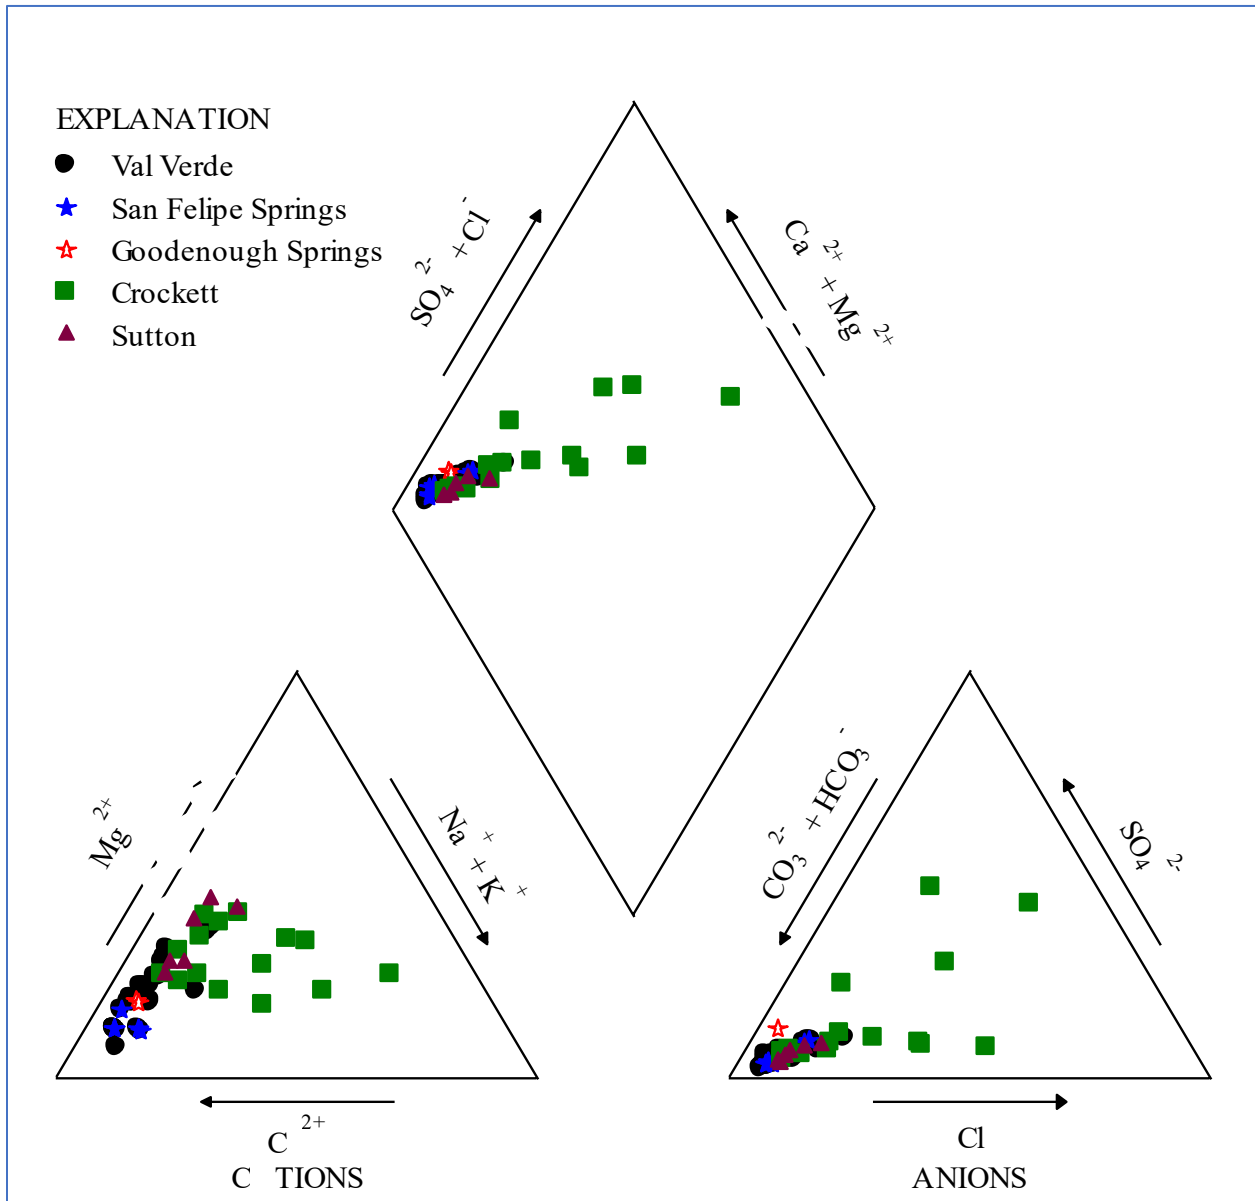 EXPLANATION
Val Verde
San Felipe Springs
Goodenough Springs
Crockett
Sutton
SO4 2- + Cl -
Ca 2+ + Mg 2+
Mg 2+
Na + + K +
CO3 2- + HCO3 -
SO4 2-
C 2+
C TIONS
Cl
ANIONS